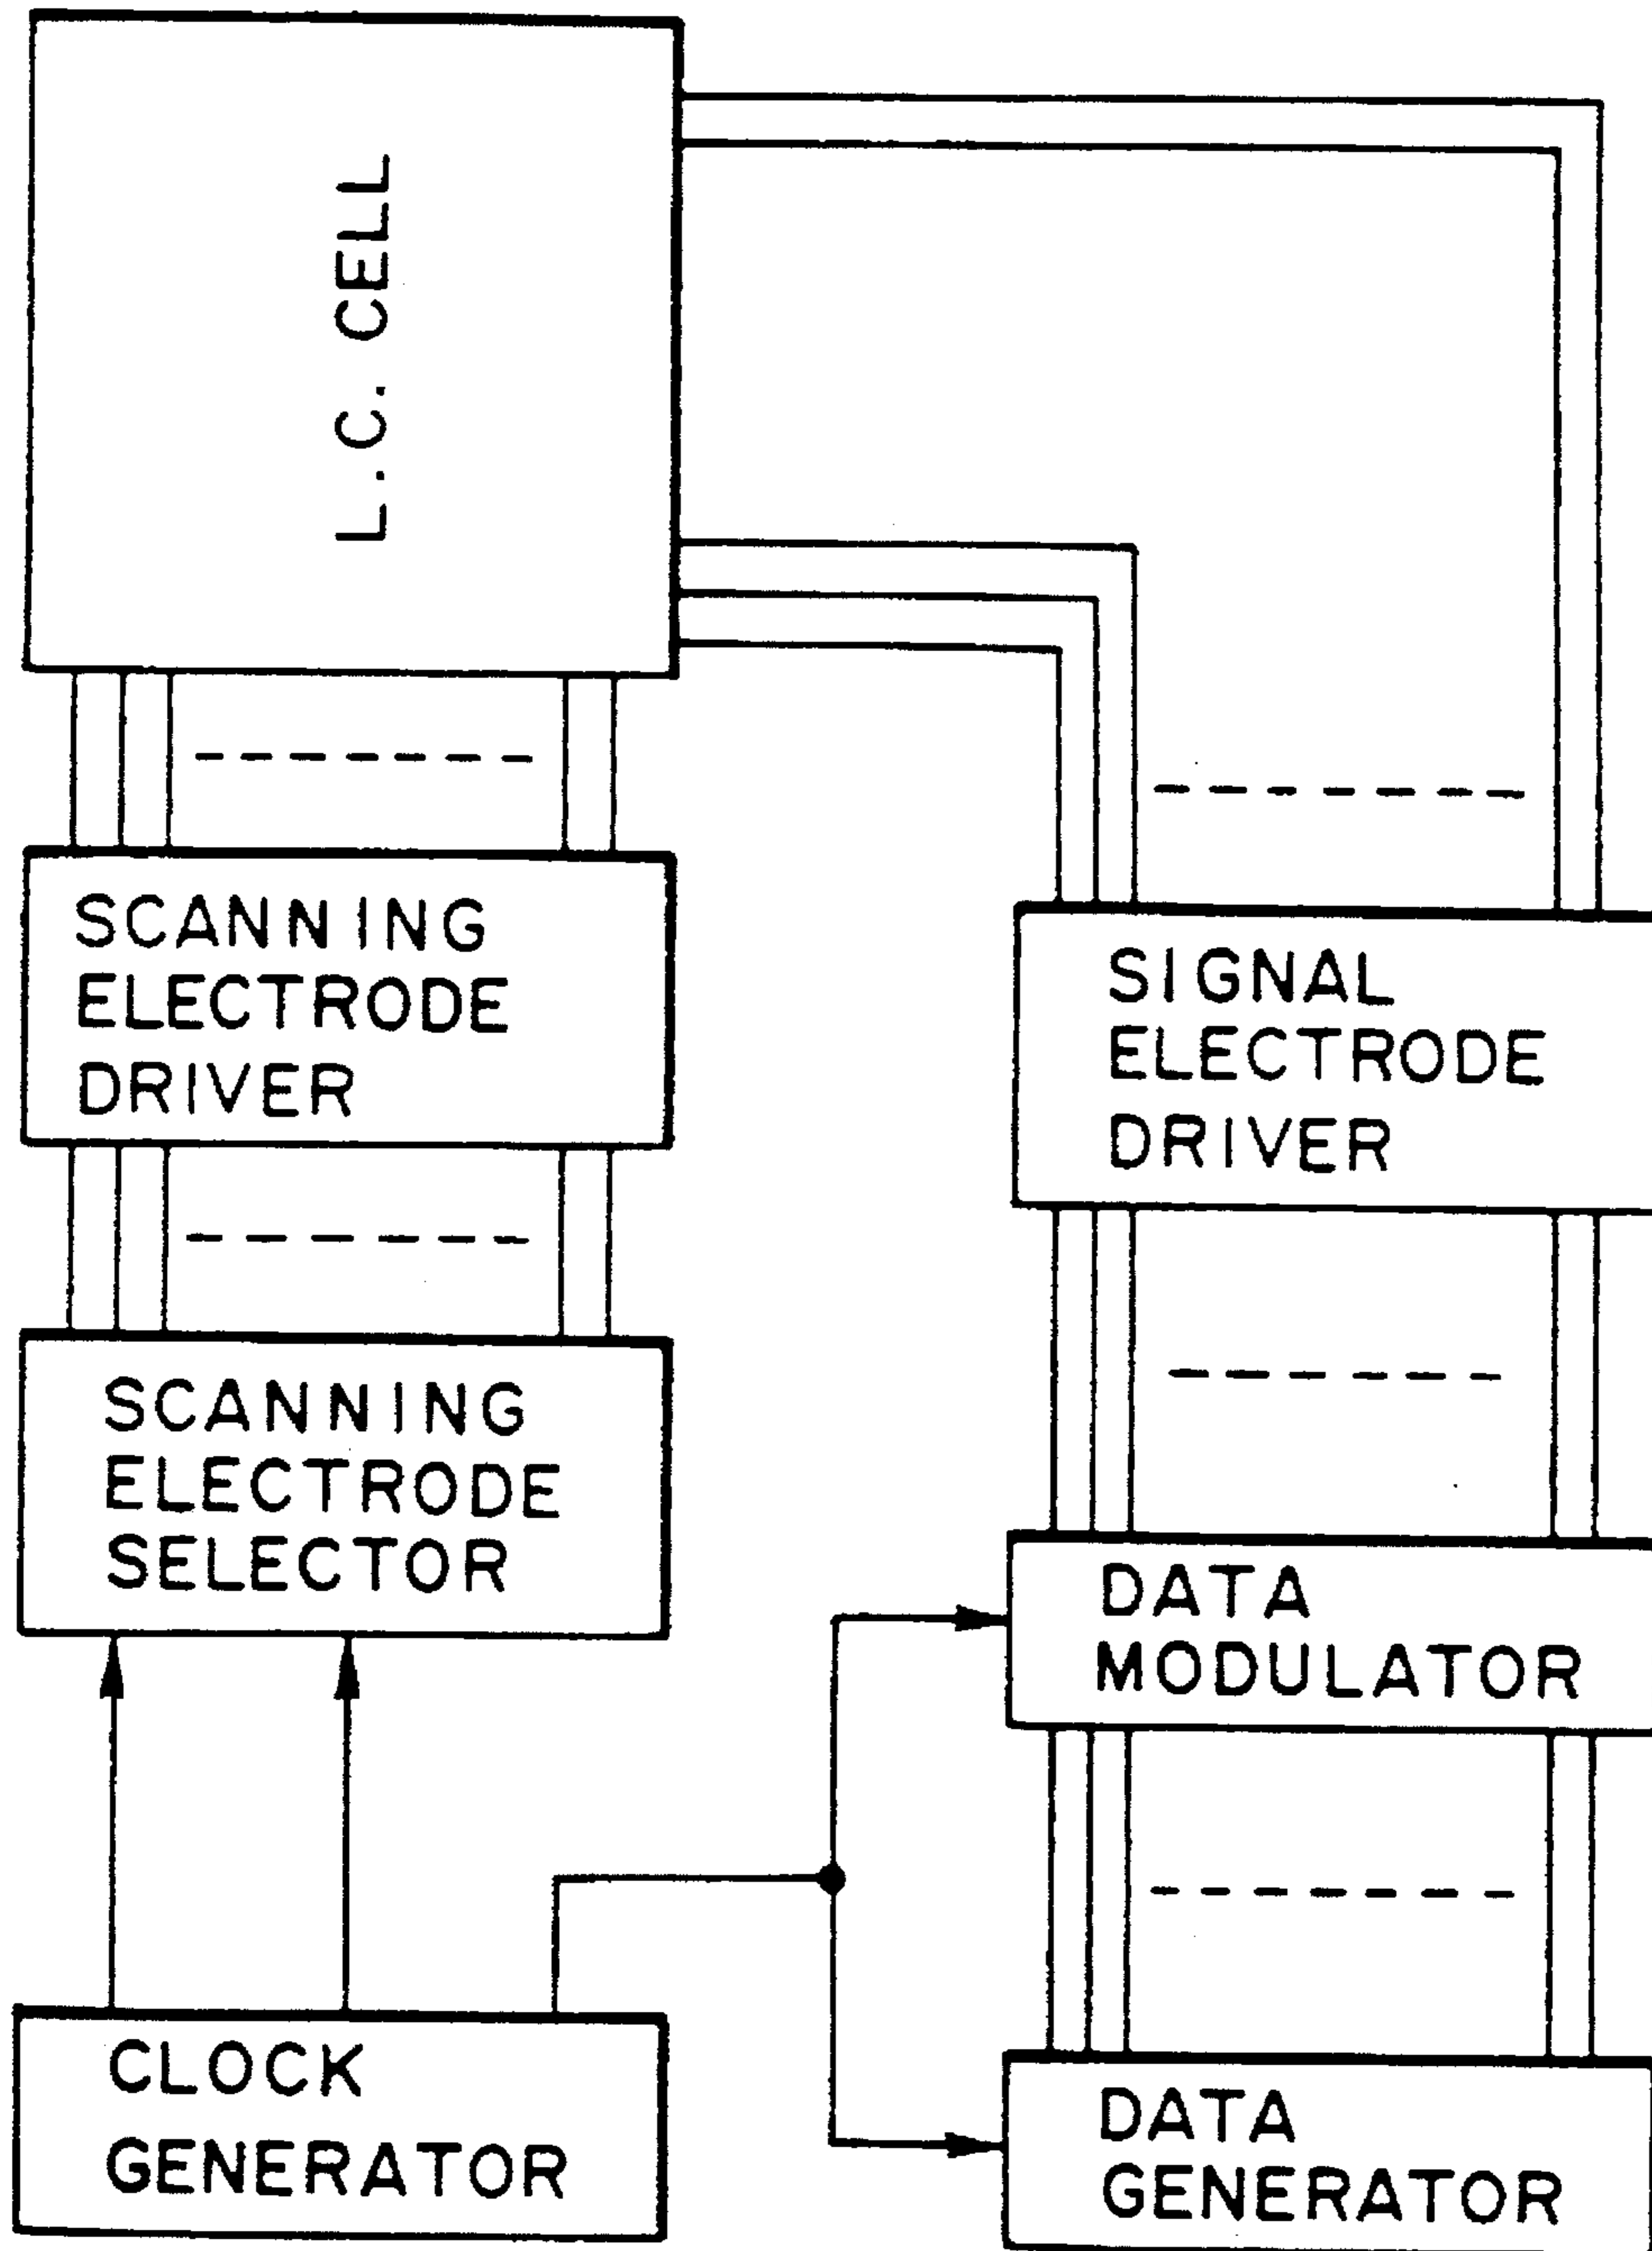 L.C. CELL
SCANNING
ELECTRODE
DRIVER
SIGNAL
ELECTRODE
DRIVER
SCANNING
ELECTRODE
SELECTOR
DATA
MODULATOR
CLOCK
GENERATOR
DATA
GENERATOR